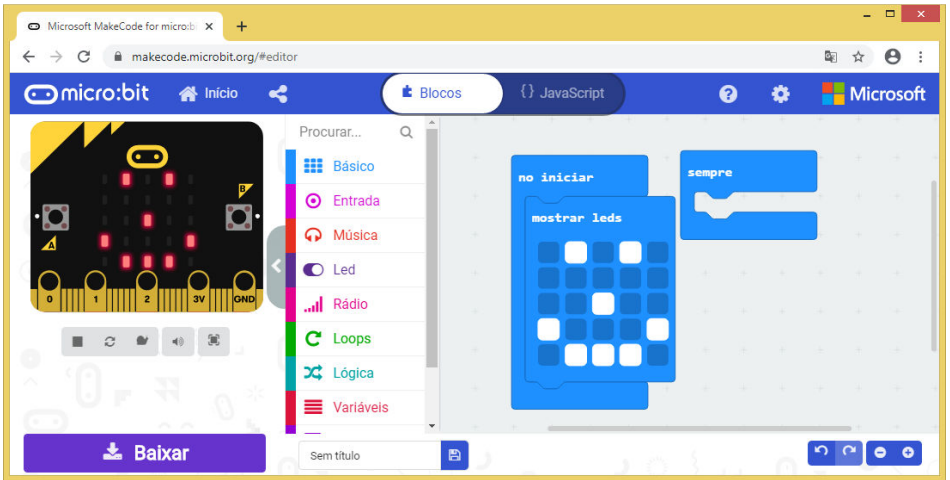 Microsoft MakeCode for micro:b
makecode.microbit.org/#editor
micro:bit
Início
Blocos
{} JavaScript
Microsoft
Procurar...
Básico
Entrada
Música
Led
Rádio
Loops
Lógica
Variáveis
no iniciar
mostrar leds
sempre
B
A
0
1
2
3V
GND
Baixar
Sem título